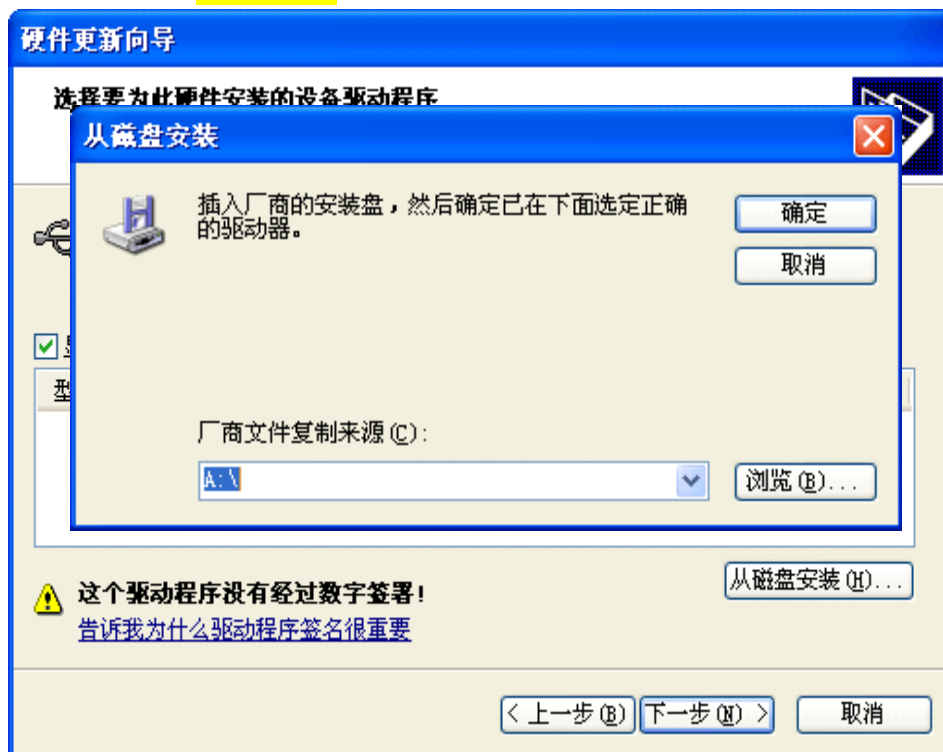 硬件更新向导
选择要为此硬件安装的设备驱动程序
从磁盘安装
插入厂商的安装盘，然后确定已在下面选定正确
的驱动器。
确定
取消
型
厂商文件复制来源(C):
A:\
浏览(B)...
从磁盘安装(H)...
这个驱动程序没有经过数字签署!
告诉我为什么驱动程序签名很重要
< 上一步(B)
下一步(N) >
取消